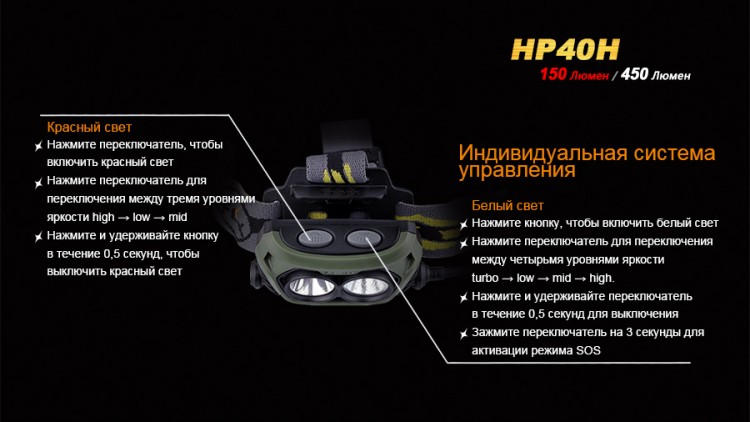 HP40H
150 Люмен / 450 Люмен
Красный свет
Нажмите переключатель, чтобы
включить красный свет
Нажмите переключатель для
переключения между тремя уровнями
яркости high → low → mid
Нажмите и удерживайте кнопку
в течение 0,5 секунд, чтобы
выключить красный свет
Индивидуальная система
управления
Белый свет
Нажмите кнопку, чтобы включить белый свет
Нажмите переключатель для переключения
между четырьмя уровнями яркости
turbo → low → mid → high.
Нажмите и удерживайте переключатель
в течение 0,5 секунд для выключения
Зажмите переключатель на 3 секунды для
активации режима SOS